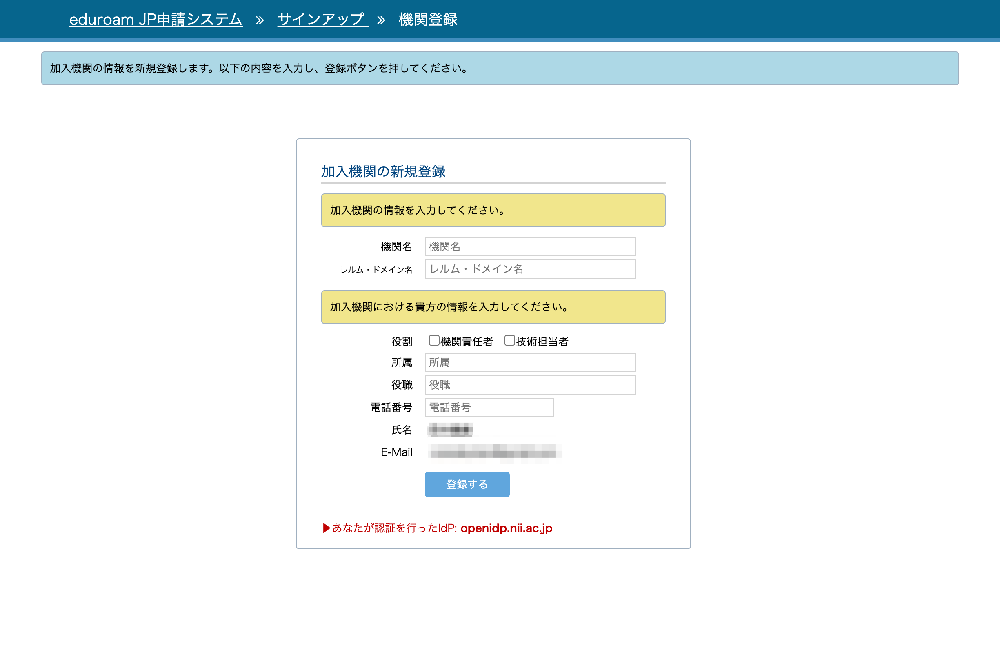 eduroam JP申請システム » サインアップ » 機関登録
加入機関の情報を新規登録します。以下の内容を入力し、登録ボタンを押してください。
加入機関の新規登録
加入機関の情報を入力してください。
機関名 機関名
レルム・ドメイン名 レルム・ドメイン名
加入機関における貴方の情報を入力してください。
役割 機関責任者 技術担当者
所属 所属
役職 役職
電話番号 電話番号
氏名
E-Mail
登録する
▶あなたが認証を行ったIdP: openidp.nii.ac.jp